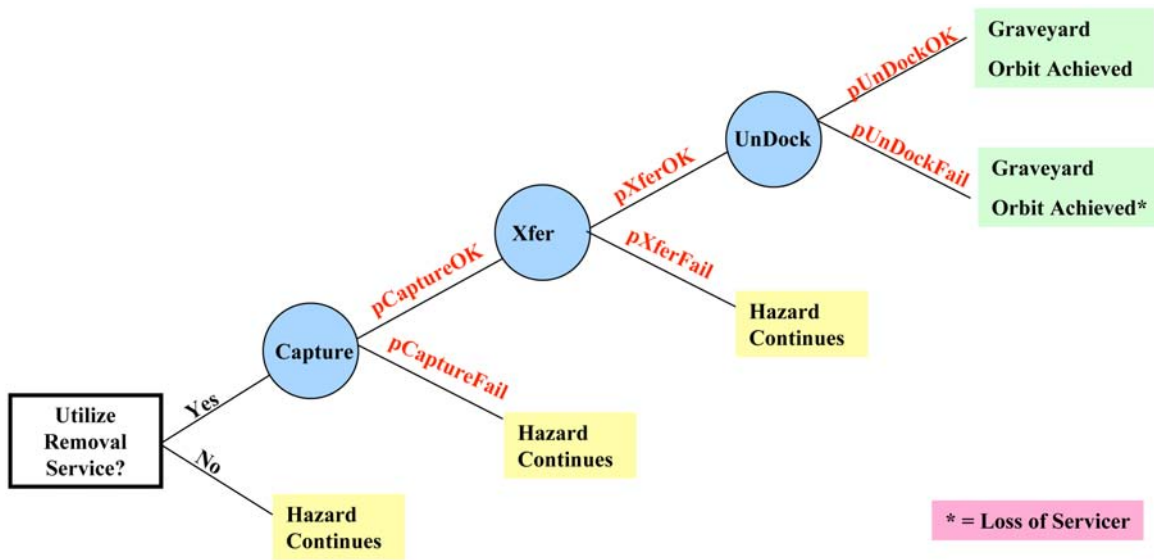 Graveyard
Orbit Achieved
pUnDockOK
UnDock
pUnDockFail
Graveyard
Orbit Achieved*
pXferOK
Xfer
pXferFail
Hazard
Continues
pCaptureOK
Capture
pCaptureFail
Hazard
Continues
Yes
Utilize
Removal
Service?
No
Hazard
Continues
* = Loss of Servicer